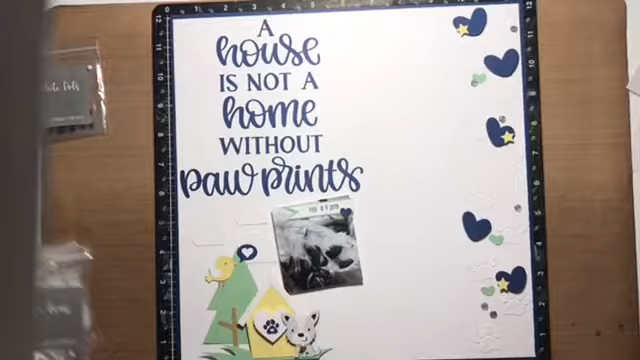 A
house
IS NOT A
home
WITHOUT
paw prints